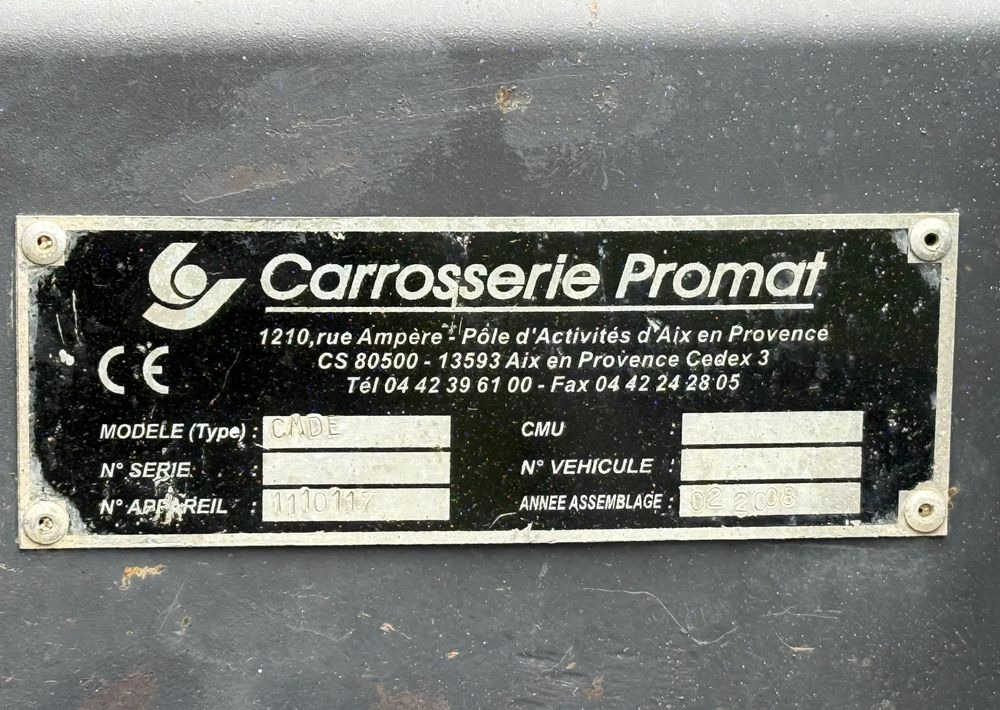 Carrosserie Promat
1210,rue Ampère - Pôle d'Activités d'Aix en Provence
CS 80500 - 13593 Aix en Provence Cedex 3
Tél 04 42 39 61 00 - Fax 04 42 24 28 05
CE
MODELE (Type) : CMDE
CMU :
N° SERIE :
N° VEHICULE :
N° APPAREIL : 1110117
ANNEE ASSEMBLAGE : 02 2008